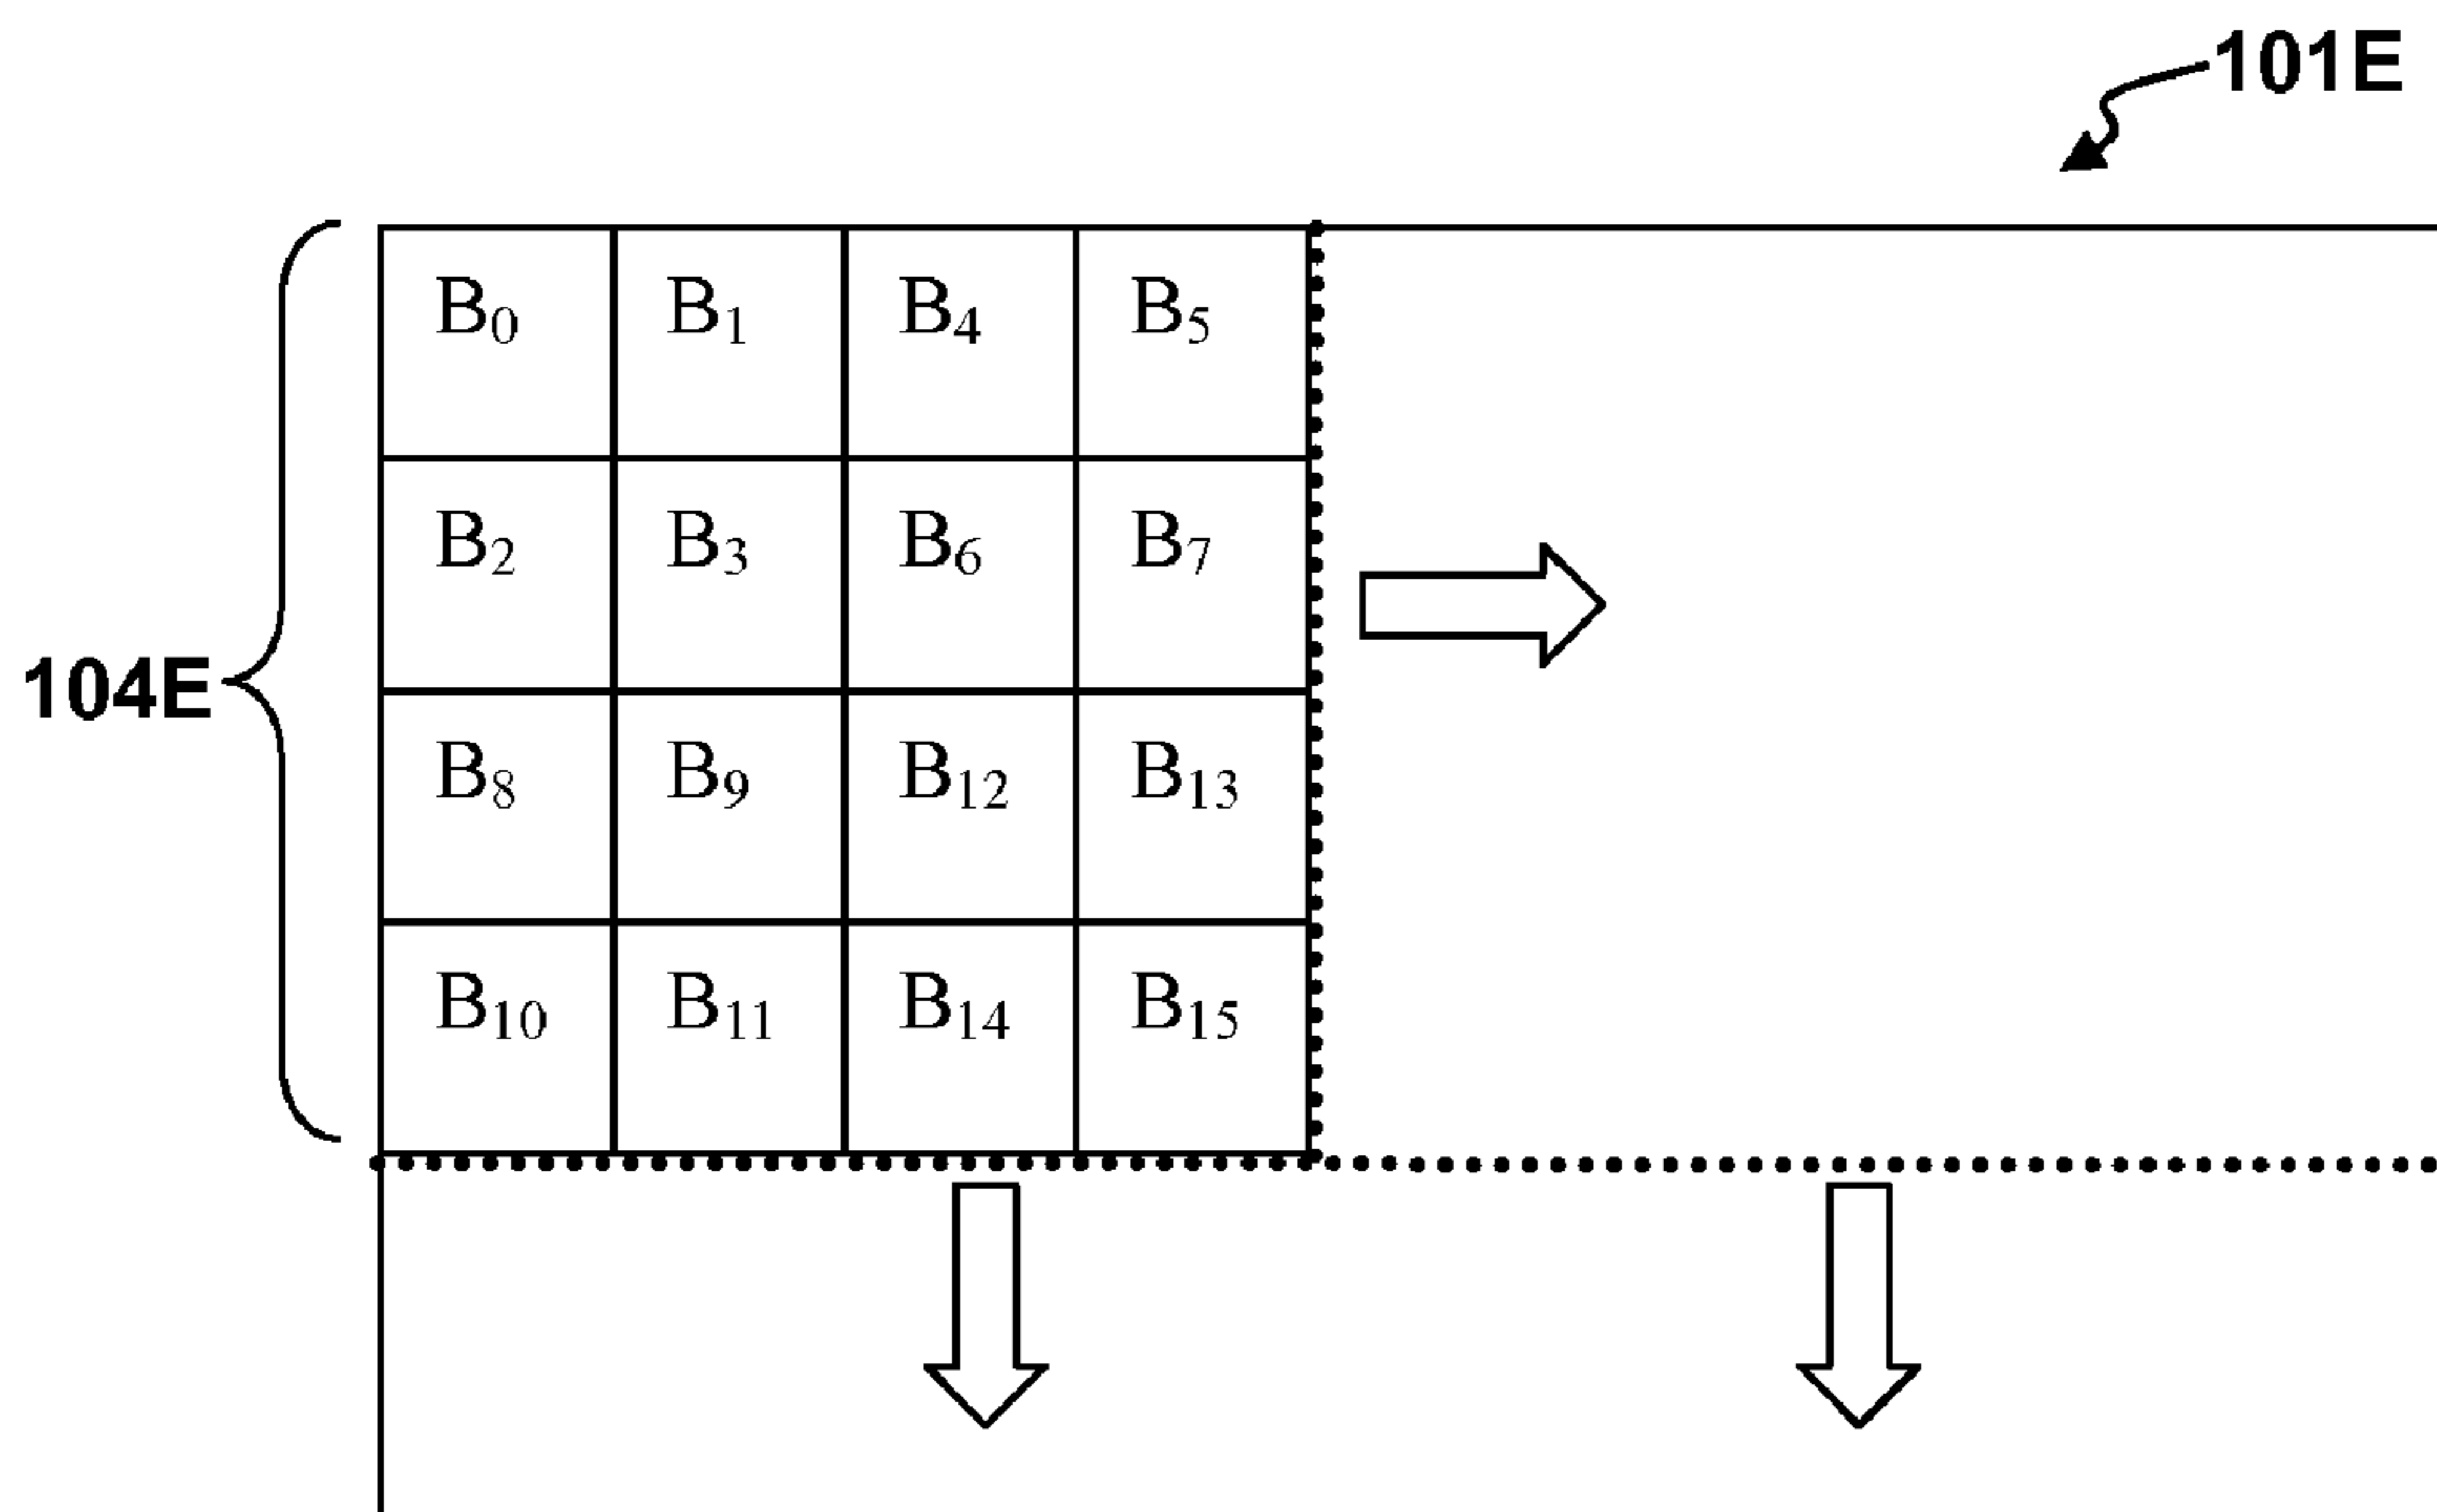 101E
B₀ B₁ B₄ B₅
B₂ B₃ B₆ B₇
104E
B₈ B₉ B₁₂ B₁₃
B₁₀ B₁₁ B₁₄ B₁₅